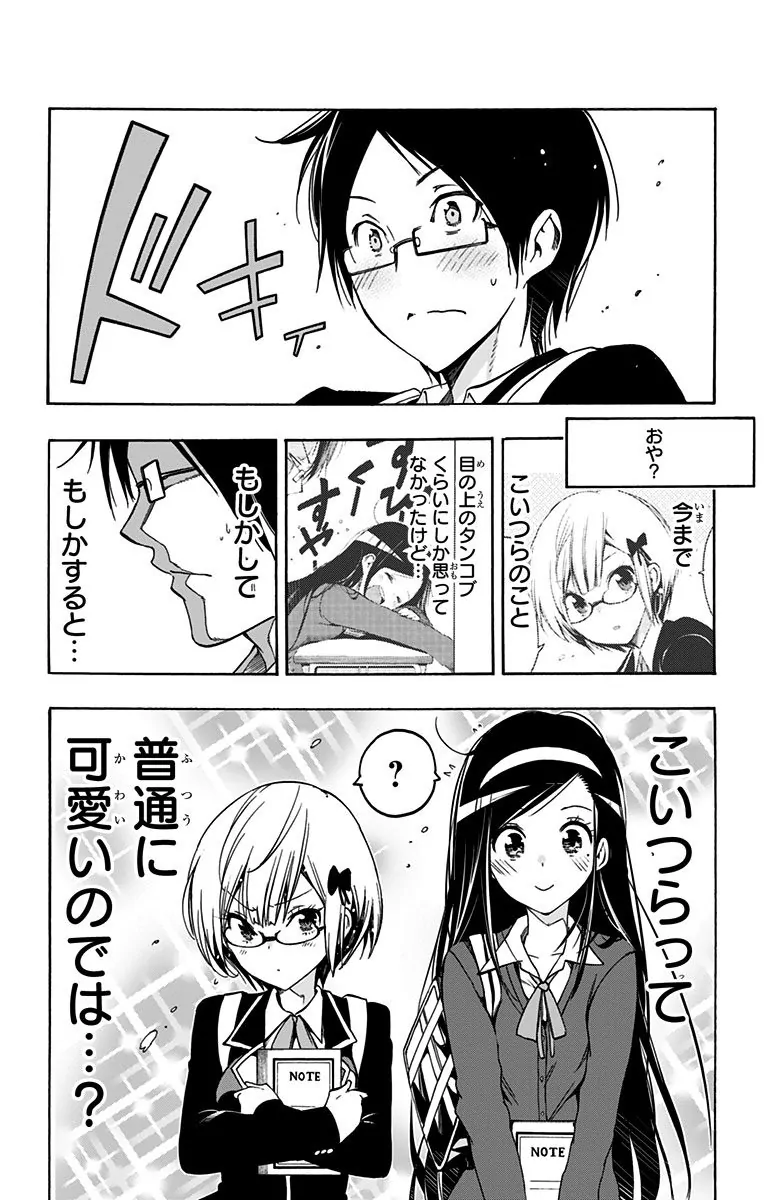 ドキィ
おや?
今まで
こいつらのこと
目の上のタンコブ
くらいにしか思って
なかったけど…
すぴー
すやー
もしかして
もしかすると…
こいつらって
?
普通に
可愛いのでは…?
NOTE
NOTE